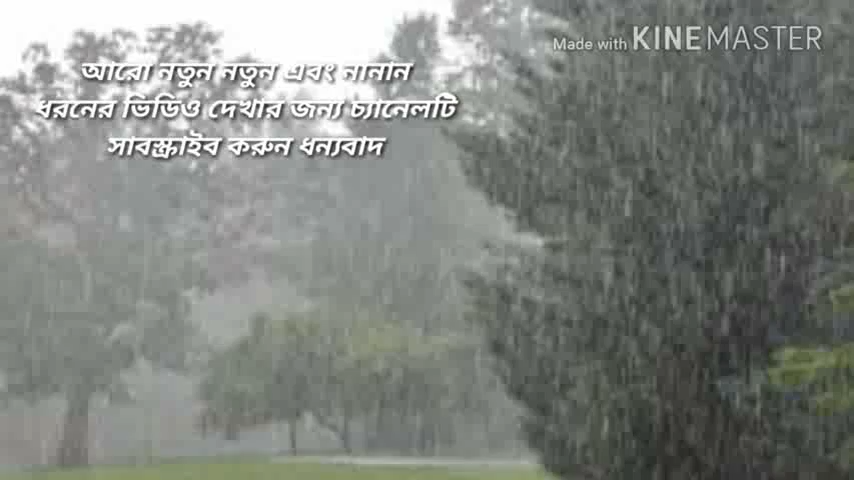 Made with KINEMASTER
আরো নতুন নতুন এবং নানান
ধরনের ভিডিও দেখার জন্য চ্যানেলটি
সাবস্ক্রাইব করুন ধন্যবাদ